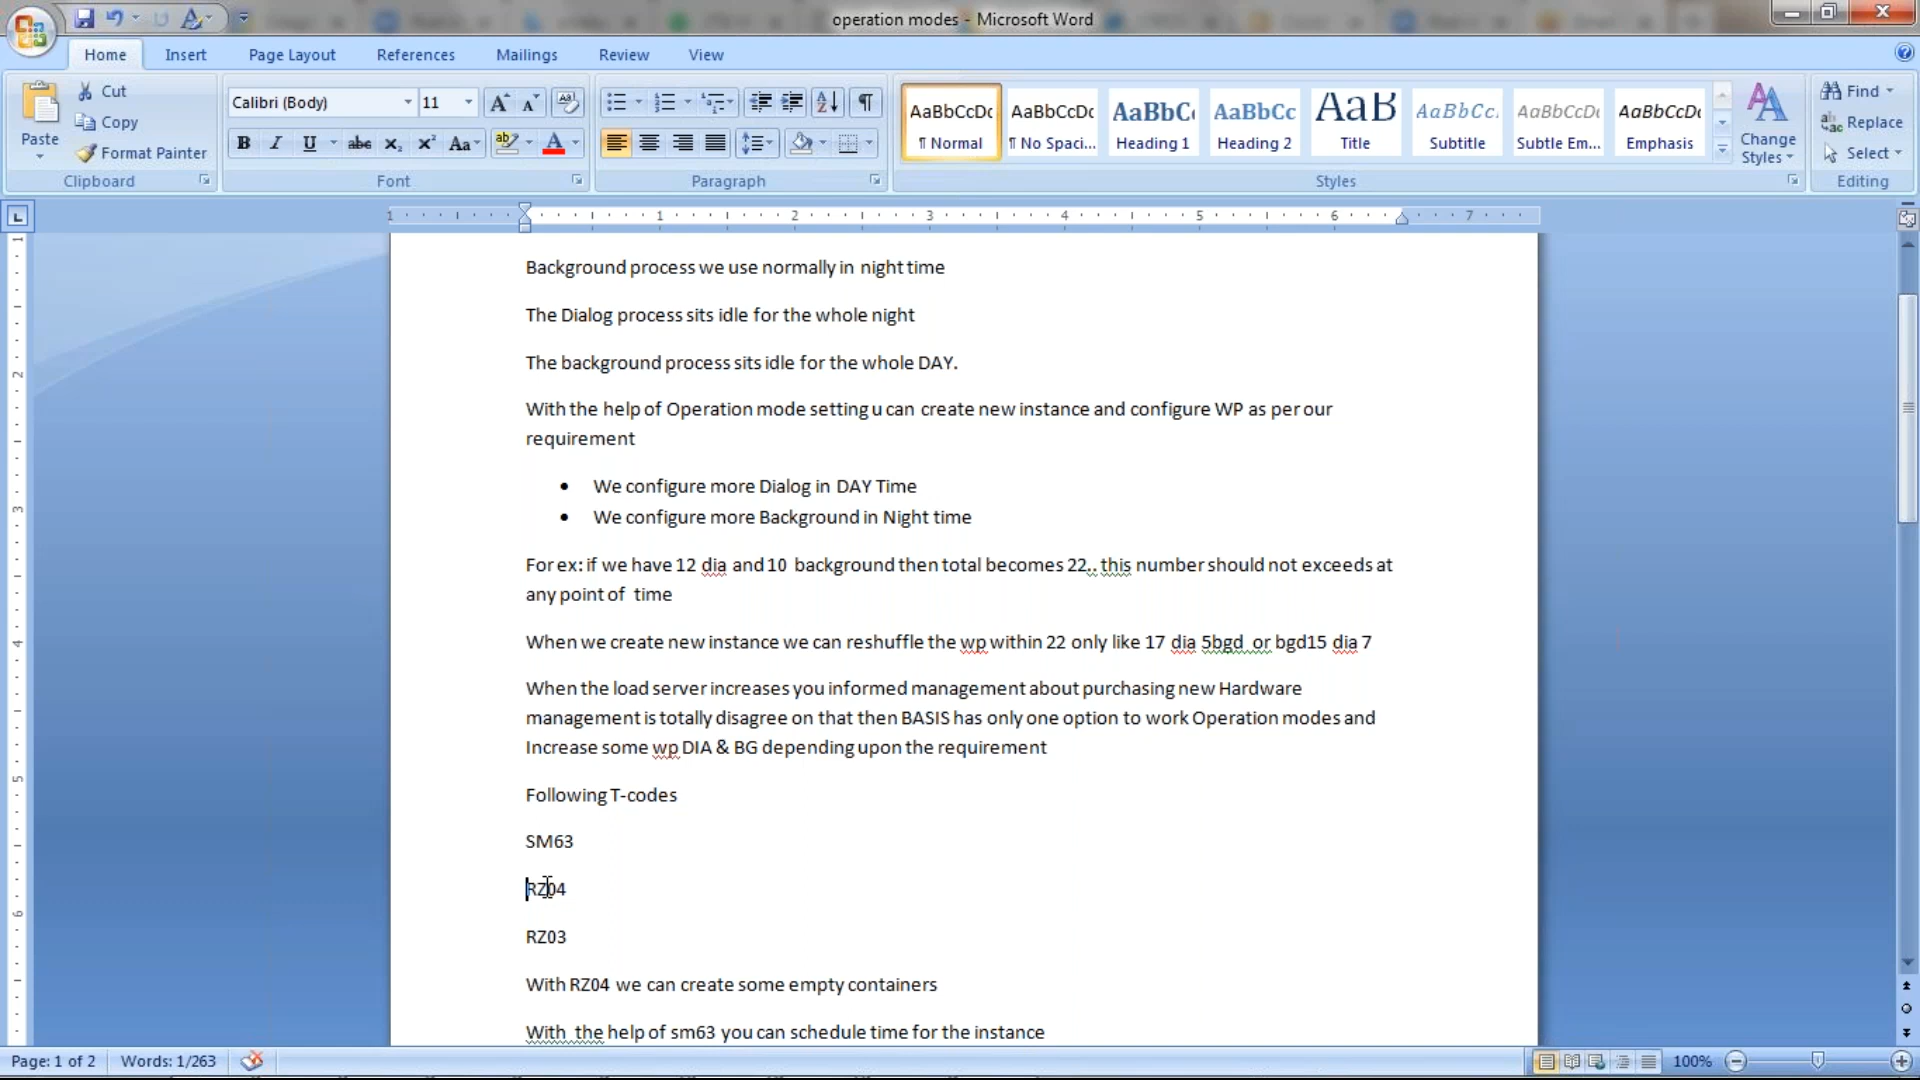 operation modes - Microsoft Word
Home Insert Page Layout References Mailings Review View
Paste
Cut
Copy
Format Painter
Clipboard
Calibri (Body) 11
Font
Paragraph
AaBbCcDc AaBbCcDc AaBbC AaBbCc AaB AaBbCc. AaBbCcDt AaBbCcDt
¶ Normal ¶ No Spaci... Heading 1 Heading 2 Title Subtitle Subtle Em... Emphasis
Change Styles
Styles
Find
Replace
Select
Editing
1 1 2 3 4 5 6 7
Background process we use normally in night time
The Dialog process sits idle for the whole night
The background process sits idle for the whole DAY.
With the help of Operation mode setting u can create new instance and configure WP as per our
requirement
• We configure more Dialog in DAY Time
• We configure more Background in Night time
For ex: if we have 12 dia and 10 background then total becomes 22.. this number should not exceeds at
any point of time
When we create new instance we can reshuffle the wp within 22 only like 17 dia 5bgd or bgd15 dia 7
When the load server increases you informed management about purchasing new Hardware
management is totally disagree on that then BASIS has only one option to work Operation modes and
Increase some wp DIA & BG depending upon the requirement
Following T-codes
SM63
RZ04
RZ03
With RZ04 we can create some empty containers
With the help of sm63 you can schedule time for the instance
Page: 1 of 2 Words: 1/263 100%